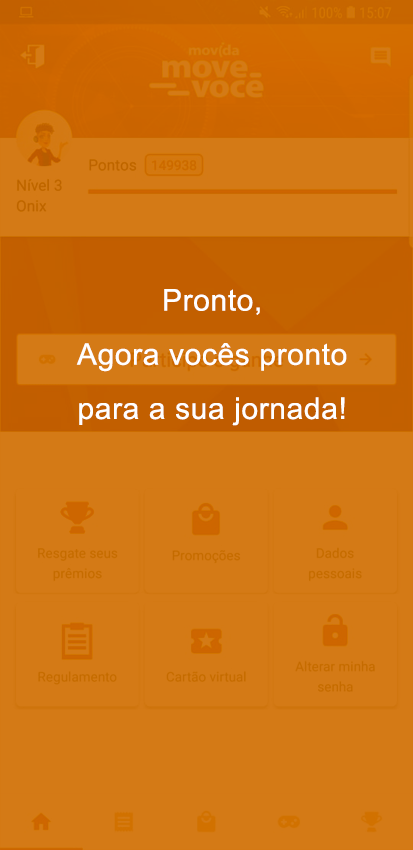 100% 15:07
movida
move
você
Pontos 149938
Nível 3
Onix
Pronto,
Agora vocês pronto
para a sua jornada!
Resgate seus
prêmios
Promoções
Dados
pessoais
Regulamento
Cartão virtual
Alterar minha
senha